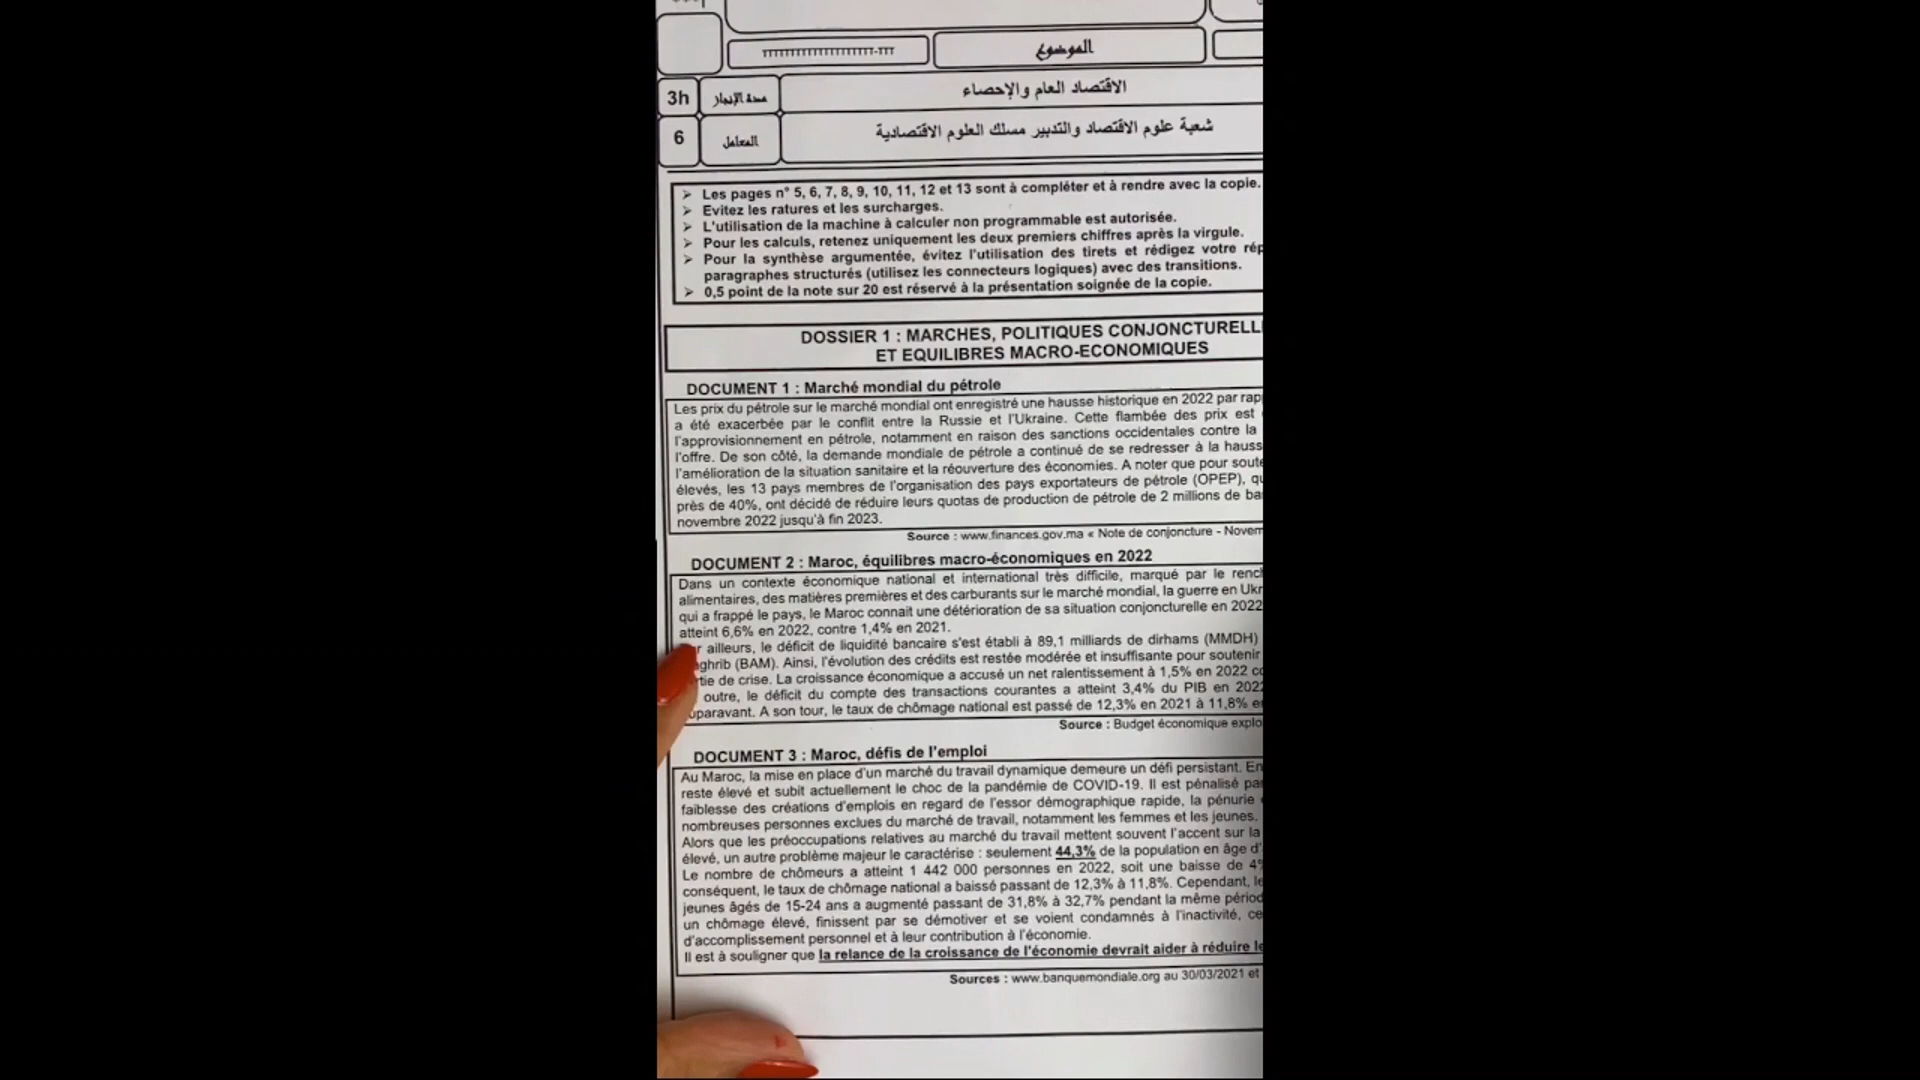 TTTTTTTTTTTTTTTTTTTT-TTT
الموضوع
3h
مدة الإنجاز
الاقتصاد العام والإحصاء
6
المعامل
شعبة علوم الاقتصاد والتدبير مسلك العلوم الاقتصادية
➢ Les pages n° 5, 6, 7, 8, 9, 10, 11, 12 et 13 sont à compléter et à rendre avec la copie.
➢ Evitez les ratures et les surcharges.
➢ L'utilisation de la machine à calculer non programmable est autorisée.
➢ Pour les calculs, retenez uniquement les deux premiers chiffres après la virgule.
➢ Pour la synthèse argumentée, évitez l'utilisation des tirets et rédigez votre rép
paragraphes structurés (utilisez les connecteurs logiques) avec des transitions.
➢ 0,5 point de la note sur 20 est réservé à la présentation soignée de la copie.
DOSSIER 1 : MARCHES, POLITIQUES CONJONCTURELL
ET EQUILIBRES MACRO-ECONOMIQUES
DOCUMENT 1 : Marché mondial du pétrole
Les prix du pétrole sur le marché mondial ont enregistré une hausse historique en 2022 par rap
a été exacerbée par le conflit entre la Russie et l'Ukraine. Cette flambée des prix est
l'approvisionnement en pétrole, notamment en raison des sanctions occidentales contre la
l'offre. De son côté, la demande mondiale de pétrole a continué de se redresser à la hauss
l'amélioration de la situation sanitaire et la réouverture des économies. A noter que pour soute
élevés, les 13 pays membres de l'organisation des pays exportateurs de pétrole (OPEP), qu
près de 40%, ont décidé de réduire leurs quotas de production de pétrole de 2 millions de ba
novembre 2022 jusqu'à fin 2023.
Source : www.finances.gov.ma « Note de conjoncture - Novem
DOCUMENT 2 : Maroc, équilibres macro-économiques en 2022
Dans un contexte économique national et international très difficile, marqué par le rench
alimentaires, des matières premières et des carburants sur le marché mondial, la guerre en Ukr
qui a frappé le pays, le Maroc connait une détérioration de sa situation conjoncturelle en 2022
atteint 6,6% en 2022, contre 1,4% en 2021.
r ailleurs, le déficit de liquidité bancaire s'est établi à 89,1 milliards de dirhams (MMDH)
aghrib (BAM). Ainsi, l'évolution des crédits est restée modérée et insuffisante pour soutenir
rtie de crise. La croissance économique a accusé un net ralentissement à 1,5% en 2022 co
outre, le déficit du compte des transactions courantes a atteint 3,4% du PIB en 2022
uparavant. A son tour, le taux de chômage national est passé de 12,3% en 2021 à 11,8% e
Source : Budget économique explo
DOCUMENT 3 : Maroc, défis de l'emploi
Au Maroc, la mise en place d'un marché du travail dynamique demeure un défi persistant. En
reste élevé et subit actuellement le choc de la pandémie de COVID-19. Il est pénalisé pa
faiblesse des créations d'emplois en regard de l'essor démographique rapide, la pénurie
nombreuses personnes exclues du marché de travail, notamment les femmes et les jeunes.
Alors que les préoccupations relatives au marché du travail mettent souvent l'accent sur la
élevé, un autre problème majeur le caractérise : seulement 44,3% de la population en âge d'
Le nombre de chômeurs a atteint 1 442 000 personnes en 2022, soit une baisse de 4%
conséquent, le taux de chômage national a baissé passant de 12,3% à 11,8%. Cependant, le
jeunes âgés de 15-24 ans a augmenté passant de 31,8% à 32,7% pendant la même périod
un chômage élevé, finissent par se démotiver et se voient condamnés à l'inactivité, ce
d'accomplissement personnel et à leur contribution à l'économie.
Il est à souligner que la relance de la croissance de l'économie devrait aider à réduire le
Sources : www.banquemondiale.org au 30/03/2021 et